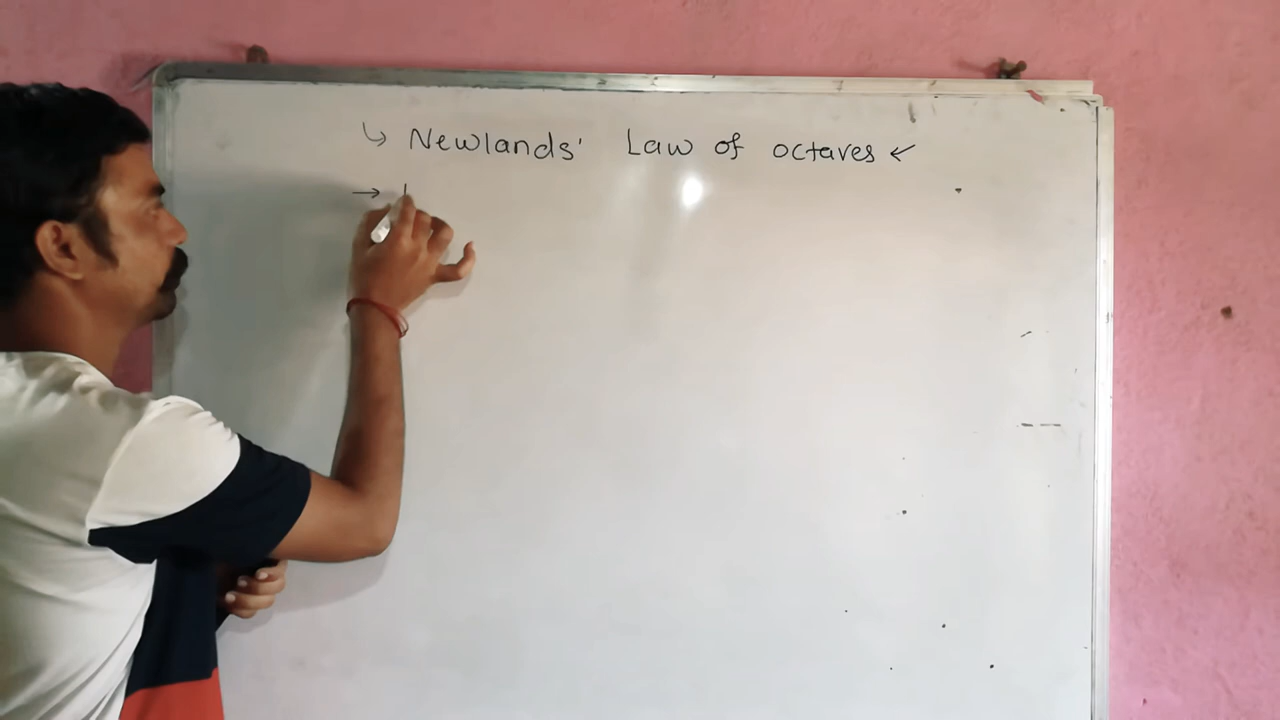 ↳ Newlands' Law of octaves ↙
→